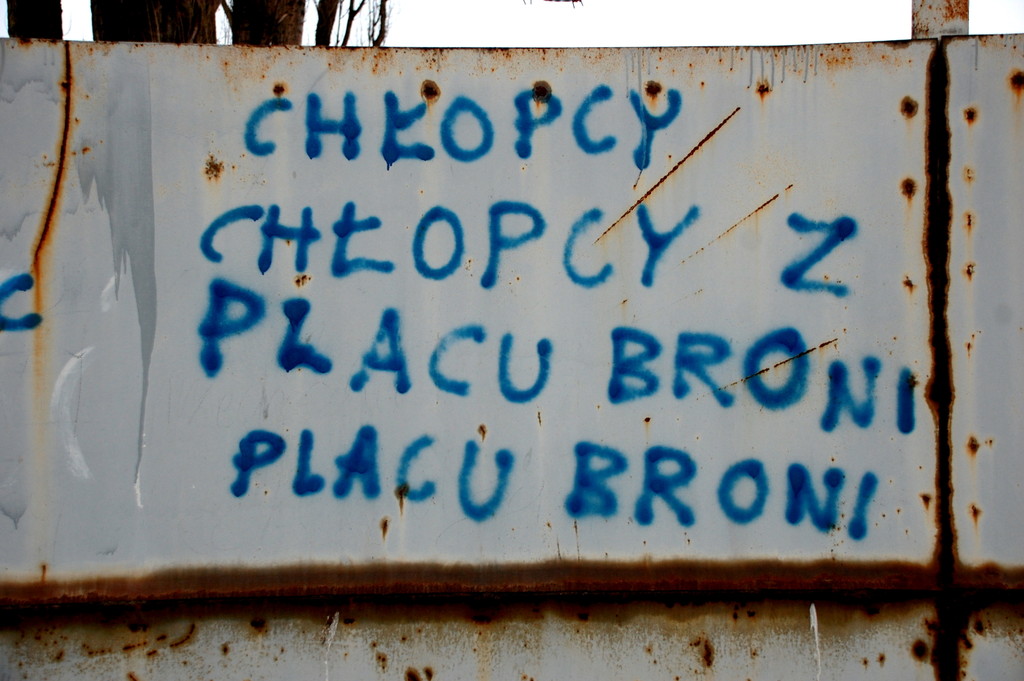 CHŁOPCY
CHŁOPCY Z
PŁACU BRONI
PLACU BRONI
C